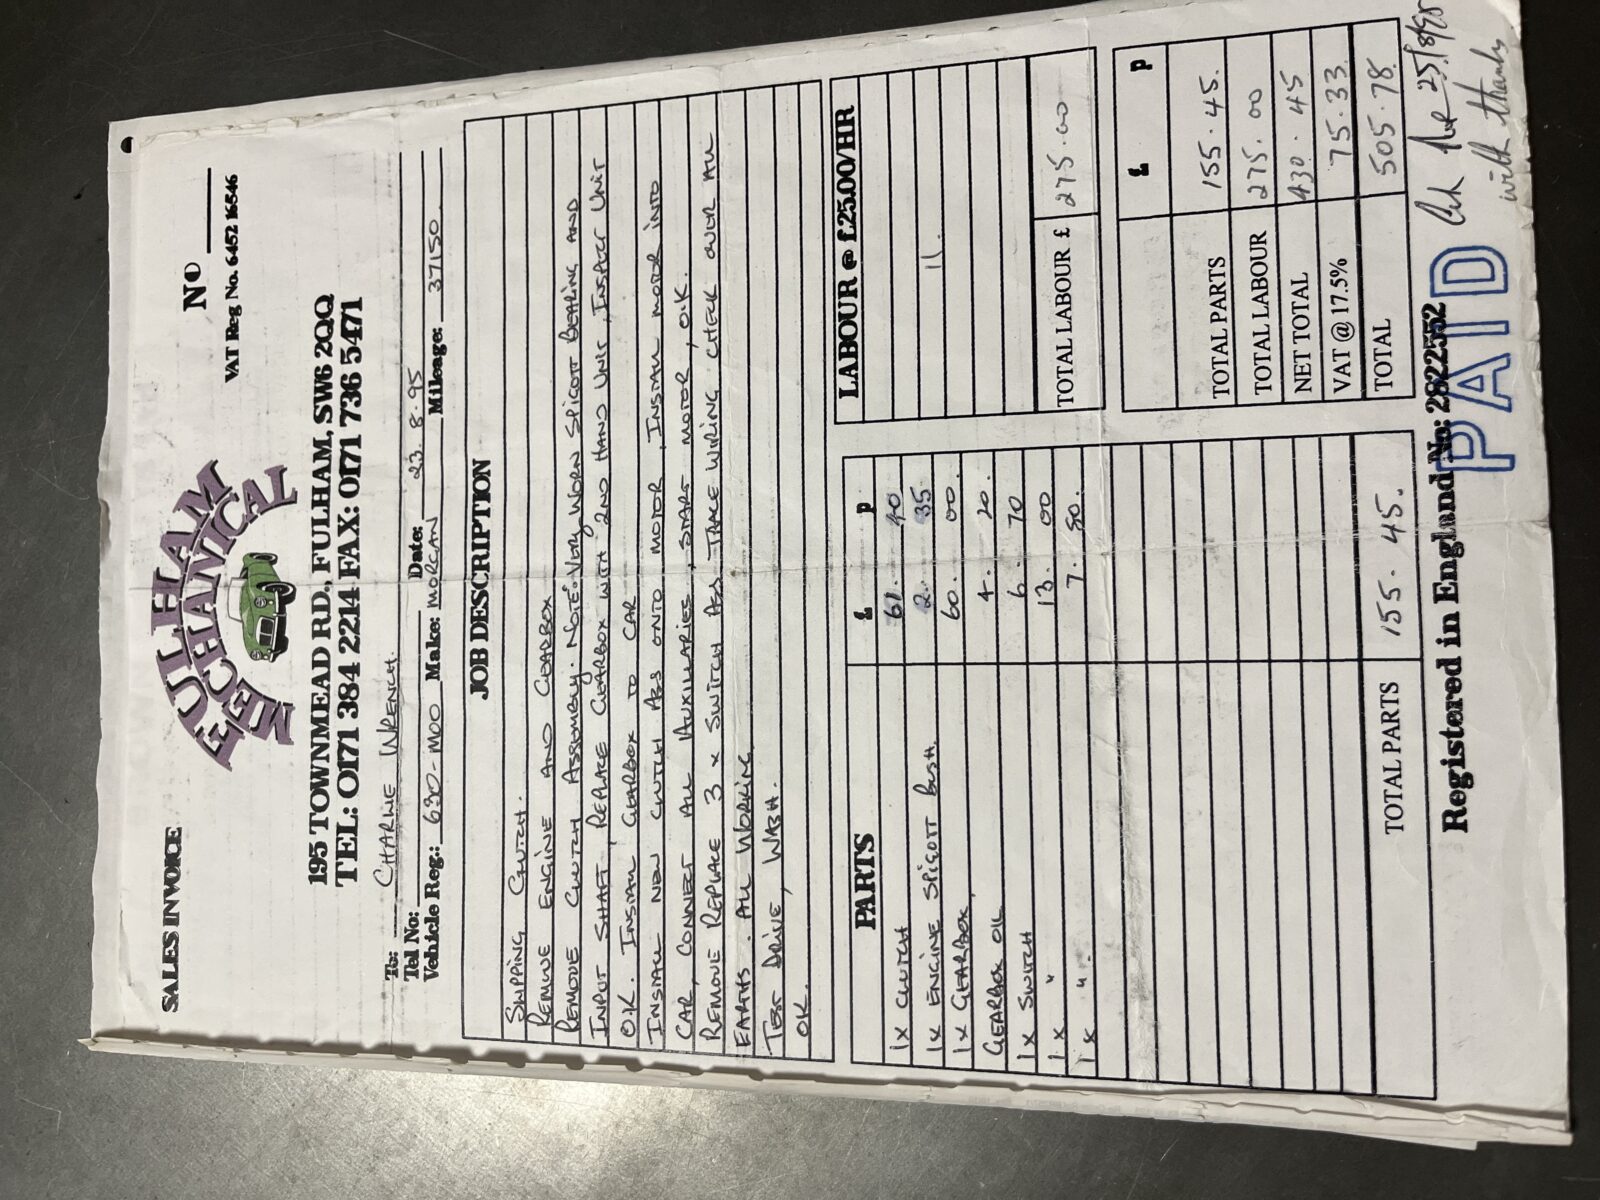 SALES INVOICE
FULHAM
MECHANICAL
NO
VAT Reg No. 6452 16546
195 TOWNMEAD RD, FULHAM, SW6 2QQ
TEL: 0171 384 2214 FAX: 0171 736 5471
To: CHARLIE WRENCH.
Tel No: Date: 23.8.95
Vehicle Reg.: 630-MOO Make: MORGAN Mileage: 37150.
JOB DESCRIPTION
SLIPPING CLUTCH.
REMOVE ENGINE AND GEARBOX
REMOVE CLUTCH ASSEMBLY. NOTE: VERY WORN SPIGOTT BEARING AND
INPUT SHAFT, REPLACE GEARBOX WITH 2ND HAND UNIT, INSPECT UNIT
O.K. INSTALL GEARBOX TO CAR
INSTALL NEW CLUTCH ASS ONTO MOTOR, INSTALL MOTOR INTO
CAR, CONNECT ALL AUXILLARIES, START MOTOR, O.K.
REMOVE REPLACE 3 x SWITCH ASS TRACE WIRING CHECK OVER ALL
EARTHS. ALL WORKING.
TEST DRIVE, WASH.
OK.
PARTS £ p
1x CLUTCH 61. 40
1x ENGINE SPIGOTT BUSH. 2. 35
1x GEARBOX, 60. 00.
GEARBOX OIL 4. 20.
1x SWITCH 6. 70
1x " 13. 00
1x ". 7. 80.
TOTAL PARTS 155. 45.
LABOUR @ £25.00/HR
11.
TOTAL LABOUR £ 275.00
£ p
TOTAL PARTS 155.45.
TOTAL LABOUR 275.00
NET TOTAL 430.45
VAT @ 17.5% 75.33
TOTAL 505.78.
Registered in England No: 2822552
PAID
25/8/95
with thanks